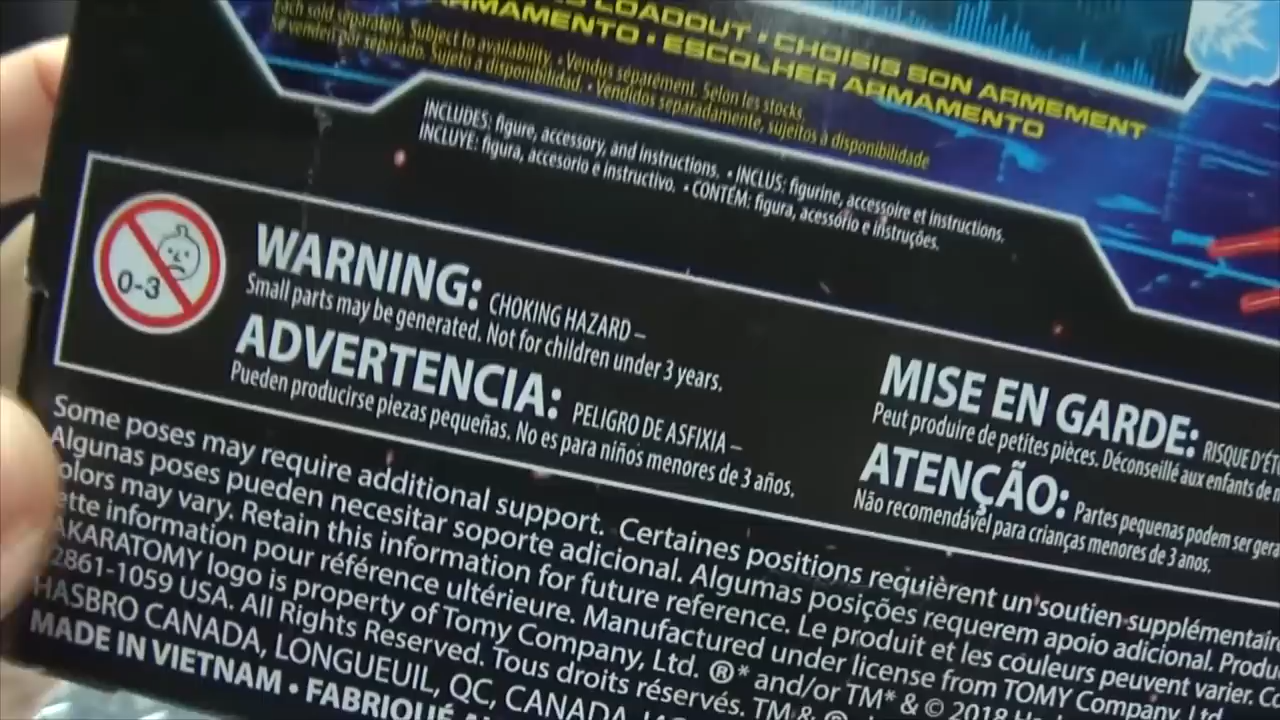 LOADOUT • CHOISIS SON ARMEMENT
ARMAMENTO • ESCOLHER ARMAMENTO
Each sold separately. Subject to availability. • Vendus séparément. Selon les stocks.
Se venden por separado. Sujeto a disponibilidad. • Vendidos separadamente, sujeitos à disponibilidade
INCLUDES: figure, accessory, and instructions. • INCLUS: figurine, accessoire et instructions.
INCLUYE: figura, accesorio e instructivo. • CONTÉM: figura, acessório e instruções.
0-3
WARNING: CHOKING HAZARD –
Small parts may be generated. Not for children under 3 years.
ADVERTENCIA: PELIGRO DE ASFIXIA –
Pueden producirse piezas pequeñas. No es para niños menores de 3 años.
MISE EN GARDE: RISQUE D'ÉT
Peut produire de petites pièces. Déconseillé aux enfants de
ATENÇÃO: Partes pequenas podem ser gera
Não recomendável para crianças menores de 3 anos.
Some poses may require additional support. Certaines positions requièrent un soutien supplémentair
Algunas poses pueden necesitar soporte adicional. Algumas posições requerem apoio adicional. Produ
olors may vary. Retain this information for future reference. Le produit et les couleurs peuvent varier. Co
ette information pour référence ultérieure. Manufactured under license from TOMY Company, Ltd.
AKARATOMY logo is property of Tomy Company, Ltd. ®* and/or TM* & © 2018 Ha
2861-1059 USA. All Rights Reserved. Tous droits réservés. TM & ®
HASBRO CANADA, LONGUEUIL, QC, CANADA
MADE IN VIETNAM • FABRIQUÉ A